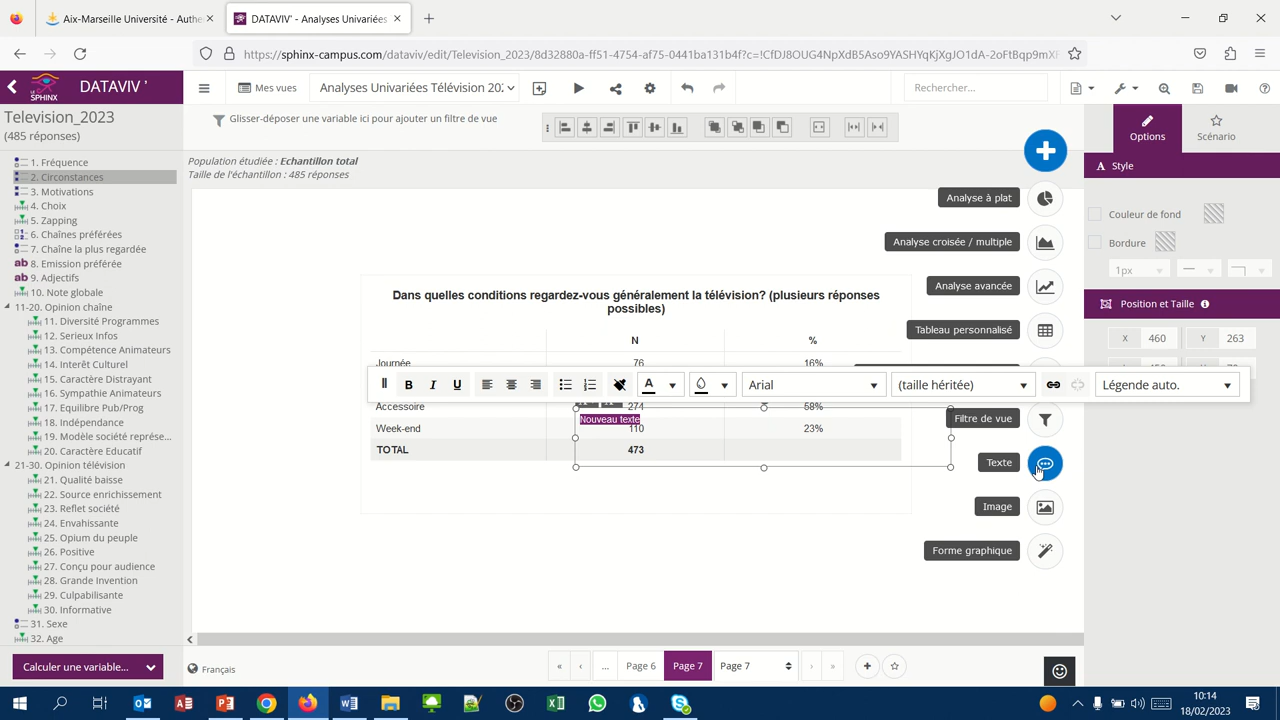 Aix-Marseille Université - Authe
DATAVIV' - Analyses Univariées
https://sphinx-campus.com/dataviv/edit/Television_2023/8d32880a-ff51-4754-af75-0441ba131b4f?c=!CfDJ8OUG4NpXdB5Aso9YASHYqKjXgJO1dA-2oFtBqp9mXF
LE SPHINX
DATAVIV '
Mes vues
Analyses Univariées Télévision 202
Rechercher...
Television_2023
(485 réponses)
Glisser-déposer une variable ici pour ajouter un filtre de vue
Population étudiée : Echantillon total
Taille de l'échantillon : 485 réponses
1. Fréquence
2. Circonstances
3. Motivations
4. Choix
5. Zapping
6. Chaînes préférées
7. Chaîne la plus regardée
8. Emission préférée
9. Adjectifs
10. Note globale
11-20. Opinion chaîne
11. Diversité Programmes
12. Serieux Infos
13. Compétence Animateurs
14. Interêt Culturel
15. Caractère Distrayant
16. Sympathie Animateurs
17. Equilibre Pub/Prog
18. Indépendance
19. Modèle société représe...
20. Caractère Educatif
21-30. Opinion télévision
21. Qualité baisse
22. Source enrichissement
23. Reflet société
24. Envahissante
25. Opium du peuple
26. Positive
27. Conçu pour audience
28. Grande Invention
29. Culpabilisante
30. Informative
31. Sexe
32. Age
Calculer une variable...
Dans quelles conditions regardez-vous généralement la télévision? (plusieurs réponses
possibles)
N %
Journée 76 16%
Arial (taille héritée) Légende auto.
Accessoire 274 58%
Nouveau texte
Week-end 110 23%
TOTAL 473
Analyse à plat
Analyse croisée / multiple
Analyse avancée
Tableau personnalisé
Filtre de vue
Texte
Image
Forme graphique
Options
Scénario
A Style
Couleur de fond
Bordure
1px
Position et Taille
X 460 Y 263
Français
« ‹ ... Page 6 Page 7 Page 7 › »
10:14
18/02/2023